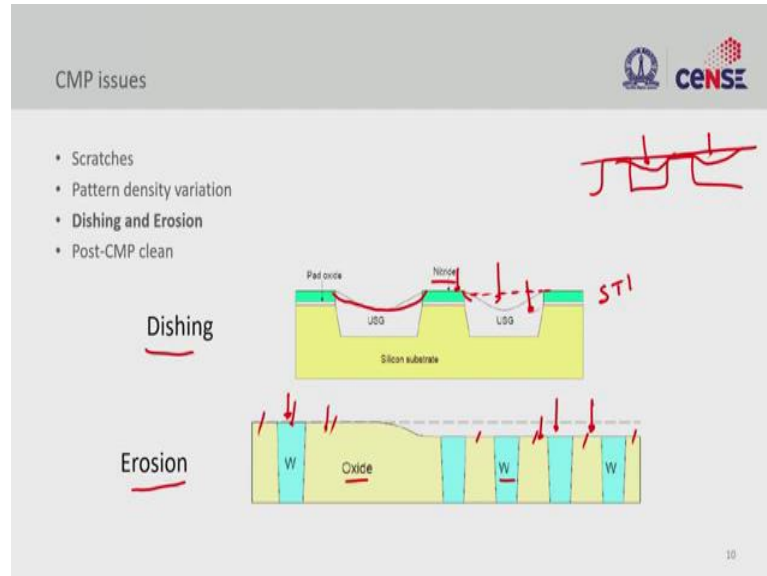 CMP issues
CeNSE
• Scratches
• Pattern density variation
• Dishing and Erosion
• Post-CMP clean
Pad oxide
Nitride
STI
Dishing
USG
USG
Silicon substrate
Erosion
W
Oxide
W
W
10